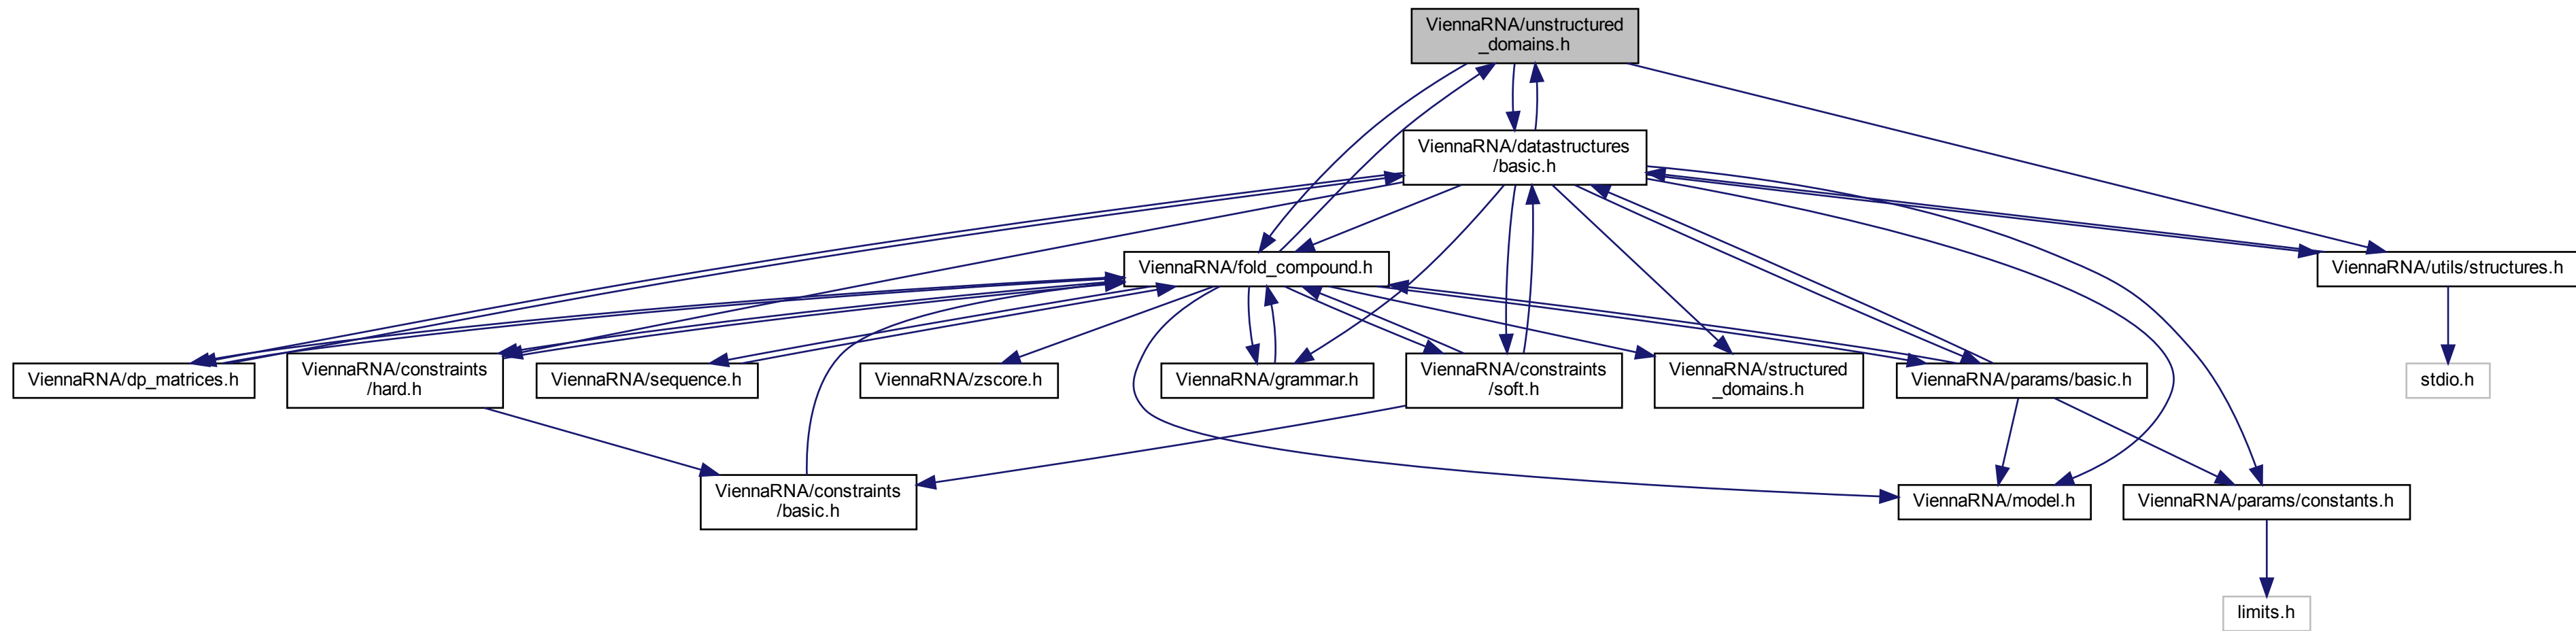 ViennaRNA/unstructured
_domains.h
ViennaRNA/datastructures
/basic.h
ViennaRNA/fold_compound.h
ViennaRNA/utils/structures.h
ViennaRNA/dp_matrices.h
ViennaRNA/constraints
/hard.h
ViennaRNA/sequence.h
ViennaRNA/zscore.h
ViennaRNA/grammar.h
ViennaRNA/constraints
/soft.h
ViennaRNA/structured
_domains.h
ViennaRNA/params/basic.h
stdio.h
ViennaRNA/constraints
/basic.h
ViennaRNA/model.h
ViennaRNA/params/constants.h
limits.h